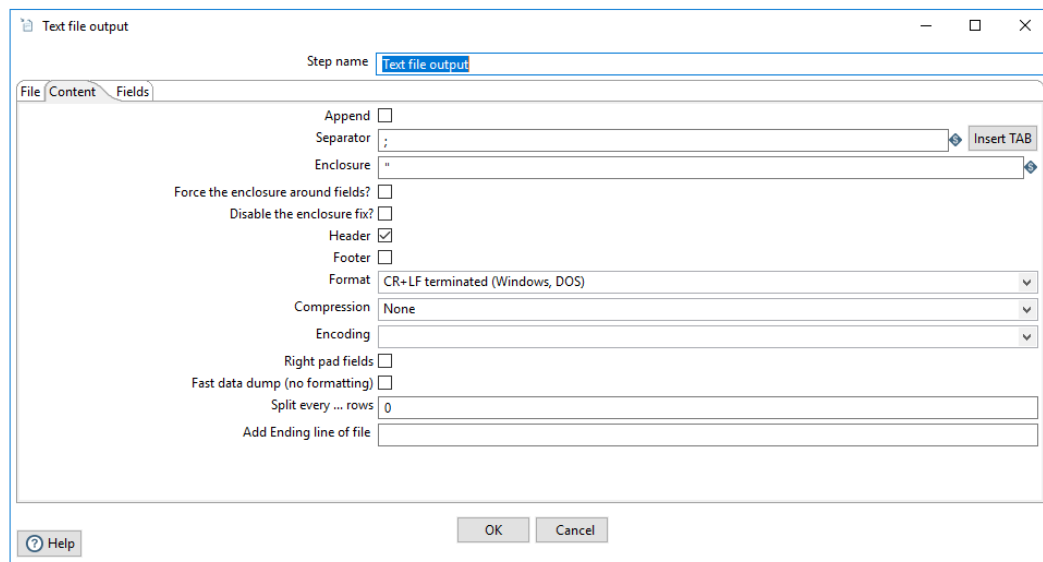 Text file output
Step name Text file output
File Content Fields
Append
Separator ; Insert TAB
Enclosure "
Force the enclosure around fields?
Disable the enclosure fix?
Header
Footer
Format CR+LF terminated (Windows, DOS)
Compression None
Encoding
Right pad fields
Fast data dump (no formatting)
Split every ... rows 0
Add Ending line of file
OK Cancel
Help